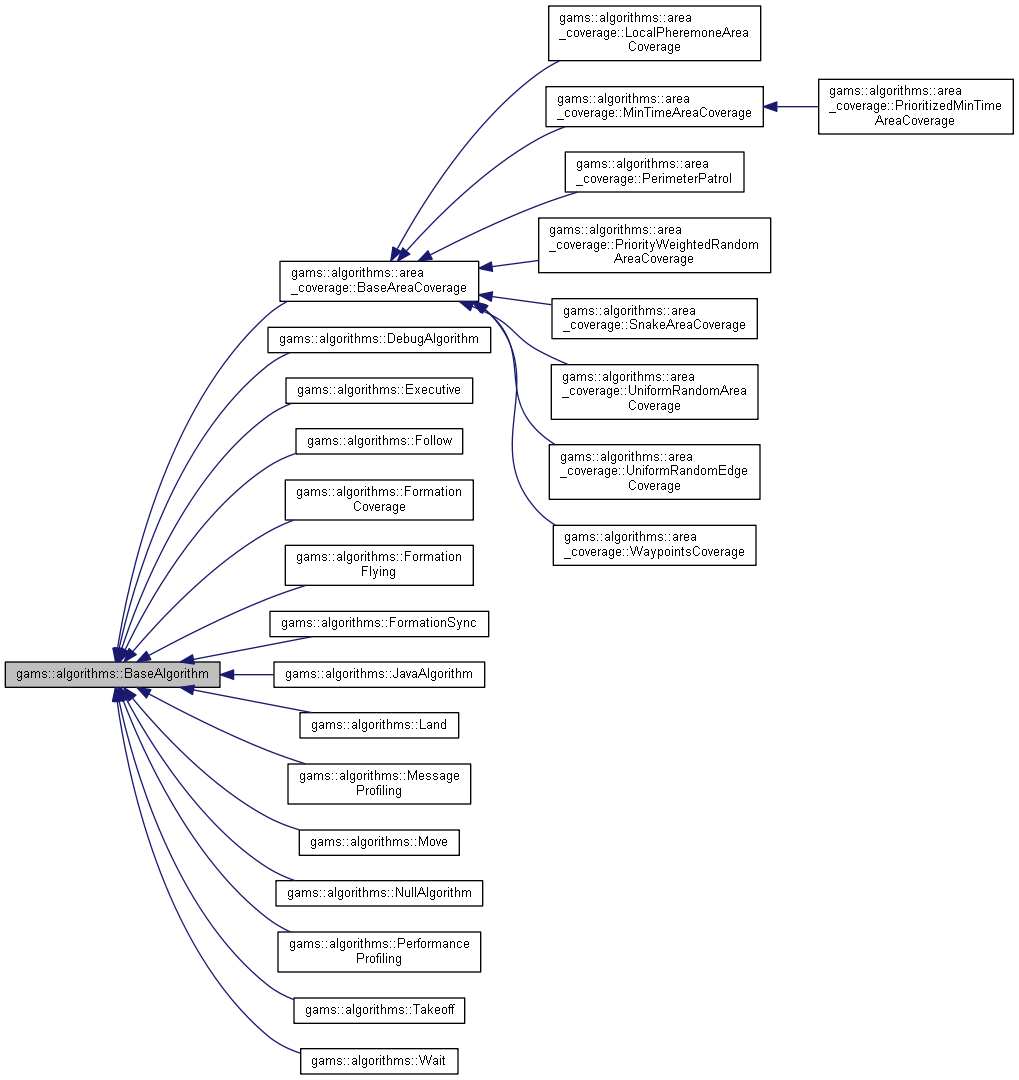 gams::algorithms::area
_coverage::LocalPheremoneArea
Coverage
gams::algorithms::area
_coverage::MinTimeAreaCoverage
gams::algorithms::area
_coverage::PrioritizedMinTime
AreaCoverage
gams::algorithms::area
_coverage::PerimeterPatrol
gams::algorithms::area
_coverage::PriorityWeightedRandom
AreaCoverage
gams::algorithms::area
_coverage::BaseAreaCoverage
gams::algorithms::area
_coverage::SnakeAreaCoverage
gams::algorithms::DebugAlgorithm
gams::algorithms::area
_coverage::UniformRandomArea
Coverage
gams::algorithms::Executive
gams::algorithms::Follow
gams::algorithms::area
_coverage::UniformRandomEdge
Coverage
gams::algorithms::Formation
Coverage
gams::algorithms::area
_coverage::WaypointsCoverage
gams::algorithms::Formation
Flying
gams::algorithms::FormationSync
gams::algorithms::BaseAlgorithm
gams::algorithms::JavaAlgorithm
gams::algorithms::Land
gams::algorithms::Message
Profiling
gams::algorithms::Move
gams::algorithms::NullAlgorithm
gams::algorithms::Performance
Profiling
gams::algorithms::Takeoff
gams::algorithms::Wait